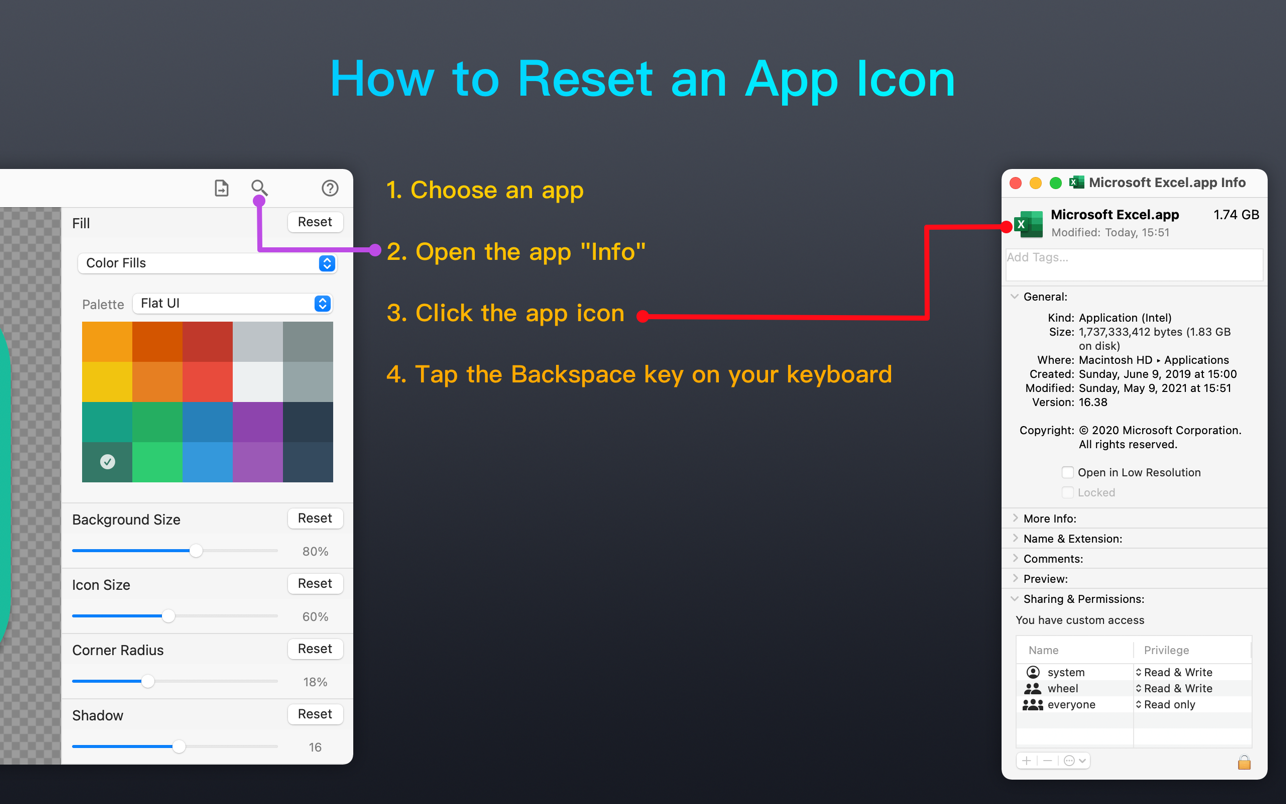 How to Reset an App Icon
1. Choose an app
2. Open the app "Info"
3. Click the app icon
4. Tap the Backspace key on your keyboard
Fill
Reset
Color Fills
Palette
Flat UI
Background Size
Reset
80%
Icon Size
Reset
60%
Corner Radius
Reset
18%
Shadow
Reset
16
Microsoft Excel.app Info
Microsoft Excel.app
1.74 GB
Modified: Today, 15:51
Add Tags...
General:
Kind: Application (Intel)
Size: 1,737,333,412 bytes (1.83 GB
on disk)
Where: Macintosh HD ▸ Applications
Created: Sunday, June 9, 2019 at 15:00
Modified: Sunday, May 9, 2021 at 15:51
Version: 16.38
Copyright: © 2020 Microsoft Corporation.
All rights reserved.
Open in Low Resolution
Locked
More Info:
Name & Extension:
Comments:
Preview:
Sharing & Permissions:
You have custom access
Name Privilege
system Read & Write
wheel Read & Write
everyone Read only